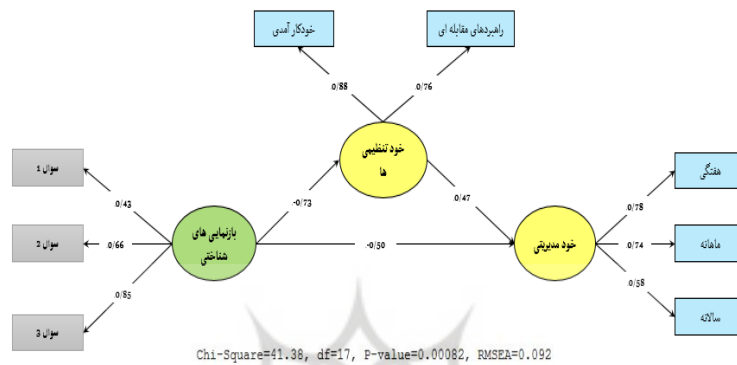 خودکار آمدی
راهبردهای مقابله ای
0/88
0/76
خود تنظیمی
ها
سوال 1
سوال 2
سوال 3
0/43
0/66
0/85
بازنمایی های
شناختی
-0/73
0/47
-0/50
خود مدیریتی
هفتگی
ماهانه
سالانه
0/78
0/74
0/58
Chi-Square=41.38, df=17, P-value=0.00082, RMSEA=0.092